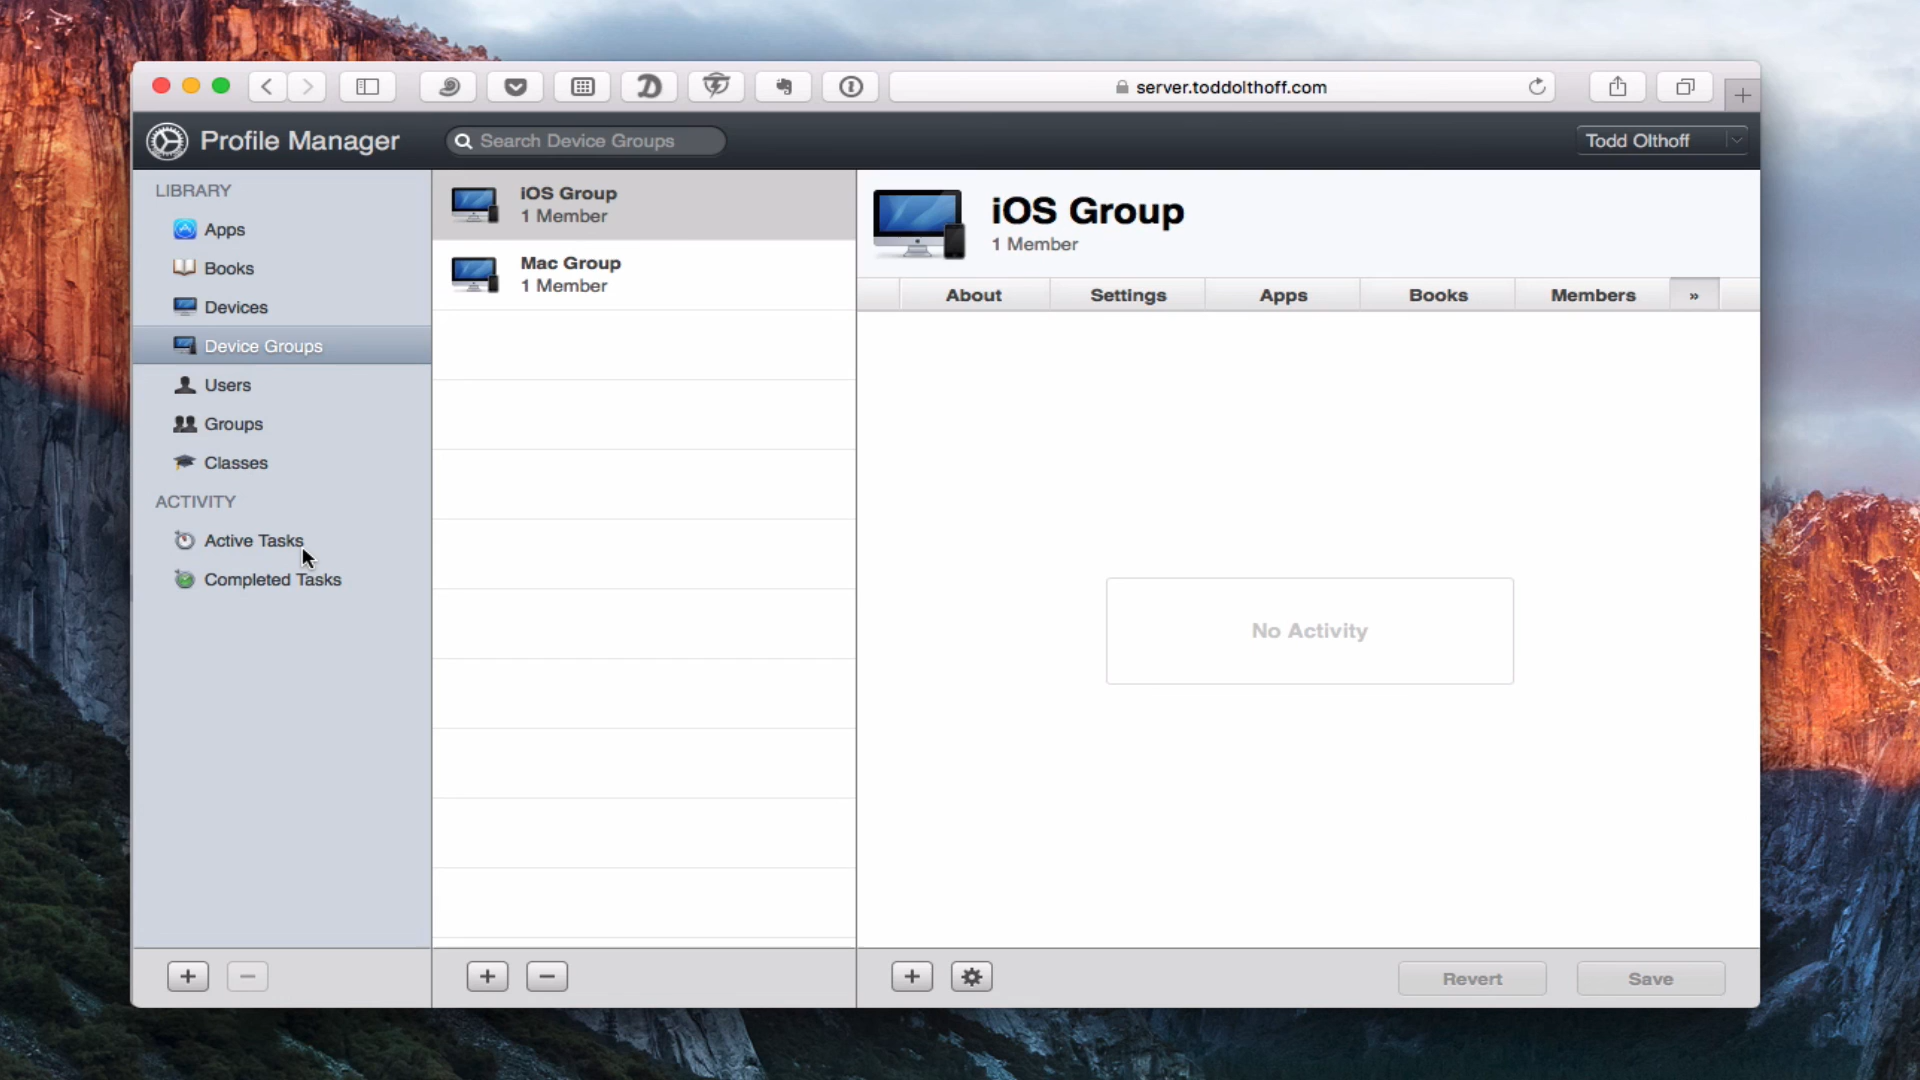 server.toddolthoff.com
Profile Manager
Search Device Groups
Todd Olthoff
LIBRARY
Apps
Books
Devices
Device Groups
Users
Groups
Classes
ACTIVITY
Active Tasks
Completed Tasks
iOS Group
1 Member
Mac Group
1 Member
iOS Group
1 Member
About
Settings
Apps
Books
Members
»
No Activity
Revert
Save